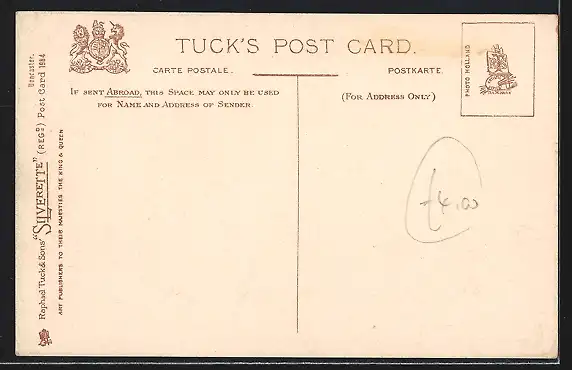 TUCK'S POST CARD.
CARTE POSTALE.
POSTKARTE.
IF SENT ABROAD, THIS SPACE MAY ONLY BE USED
FOR NAME AND ADDRESS OF SENDER.
(FOR ADDRESS ONLY)
PHOTO HOLLAND
£4.00
Doncaster.
Raphael Tuck & Sons' "SILVERETTE" (REGD) Post Card 1984
ART PUBLISHERS TO THEIR MAJESTIES THE KING & QUEEN